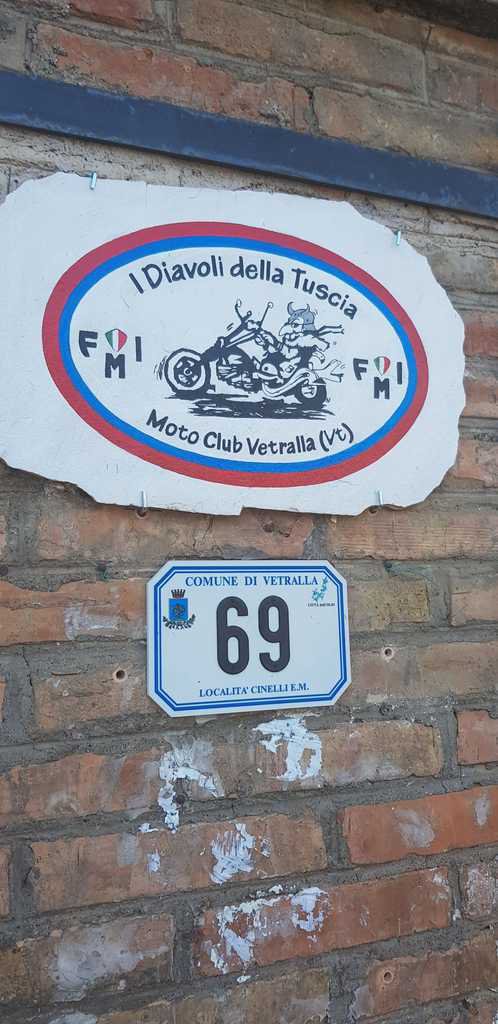 I Diavoli della Tuscia
FMI
FMI
Moto Club Vetralla (Vt)
COMUNE DI VETRALLA
69
LOCALITA' CINELLI E.M.